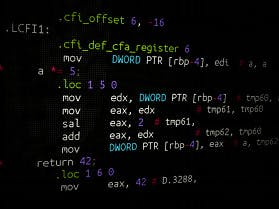 .cfi_offset 6, -16
.LCFI1:
.cfi_def_cfa_register 6
mov DWORD PTR [rbp-4], edi # a, a
a *= 5;
.loc 1 5 0
mov edx, DWORD PTR [rbp-4] # tmp60,
mov eax, edx # tmp61, tmp60
sal eax, 2 # tmp61,
add eax, edx # tmp62, tmp60
mov DWORD PTR [rbp-4], eax # a, tmp62
return 42;
.loc 1 6 0
mov eax, 42 # D.3288,